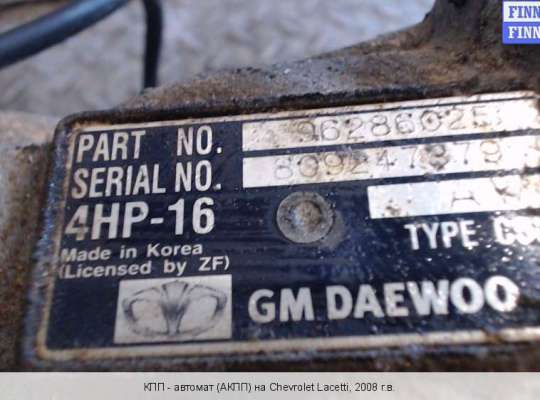 FINN
FINN
PART NO. 96286025
SERIAL NO. 809247379
4HP-16
TYPE
Made in Korea
(Licensed by ZF)
GM DAEWOO
КПП - автомат (АКПП) на Chevrolet Lacetti, 2008 г.в.